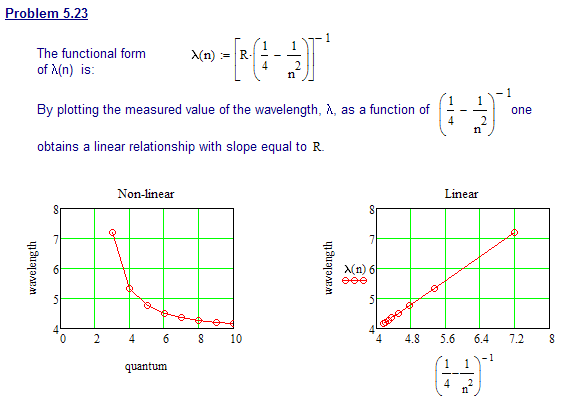 Problem 5.23
The functional form of λ(n) is: λ(n) := [R·(1/4 − 1/n²)]⁻¹
By plotting the measured value of the wavelength, λ, as a function of (1/4 − 1/n²)⁻¹ one
obtains a linear relationship with slope equal to R.
Non-linear
wavelength
8
7
6
5
4
0 2 4 6 8 10
quantum
Linear
wavelength
λ(n)
8
7
6
5
4
4 4.8 5.6 6.4 7.2 8
(1/4 − 1/n²)⁻¹